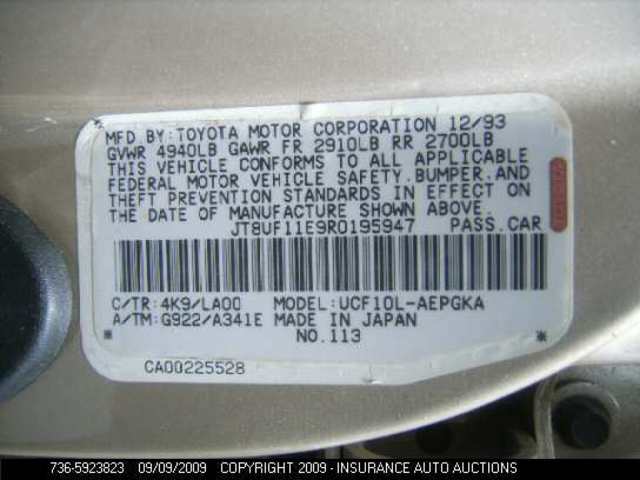 MFD BY:TOYOTA MOTOR CORPORATION 12/93
GVWR 4940LB GAWR FR 2910LB RR 2700LB
THIS VEHICLE CONFORMS TO ALL APPLICABLE
FEDERAL MOTOR VEHICLE SAFETY.BUMPER.AND
THEFT PREVENTION STANDARDS IN EFFECT ON
THE DATE OF MANUFACTURE SHOWN ABOVE.
JT8UF11E9R0195947 PASS.CAR
C/TR:4K9/LA00 MODEL:UCF10L-AEPGKA
A/TM:G922/A341E MADE IN JAPAN
NO.113
CA00225528
736-5923823 09/09/2009 COPYRIGHT 2009 - INSURANCE AUTO AUCTIONS